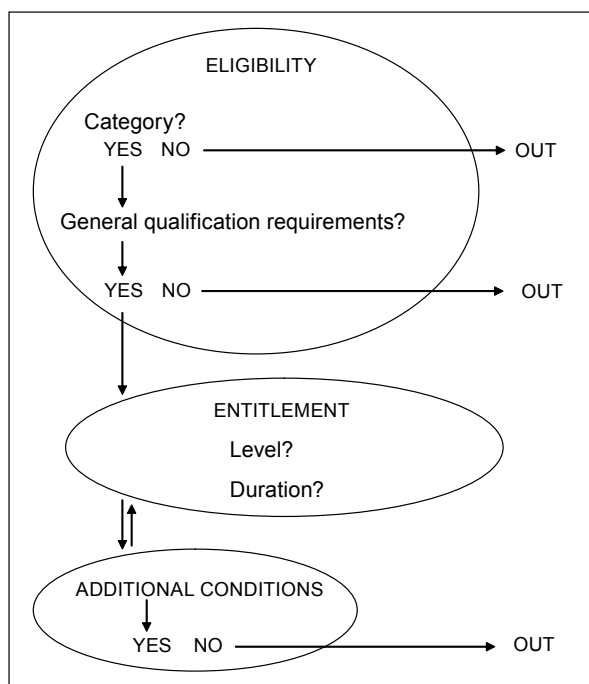 ELIGIBILITY
Category?
YES NO OUT
General qualification requirements?
YES NO OUT
ENTITLEMENT
Level?
Duration?
ADDITIONAL CONDITIONS
YES NO OUT